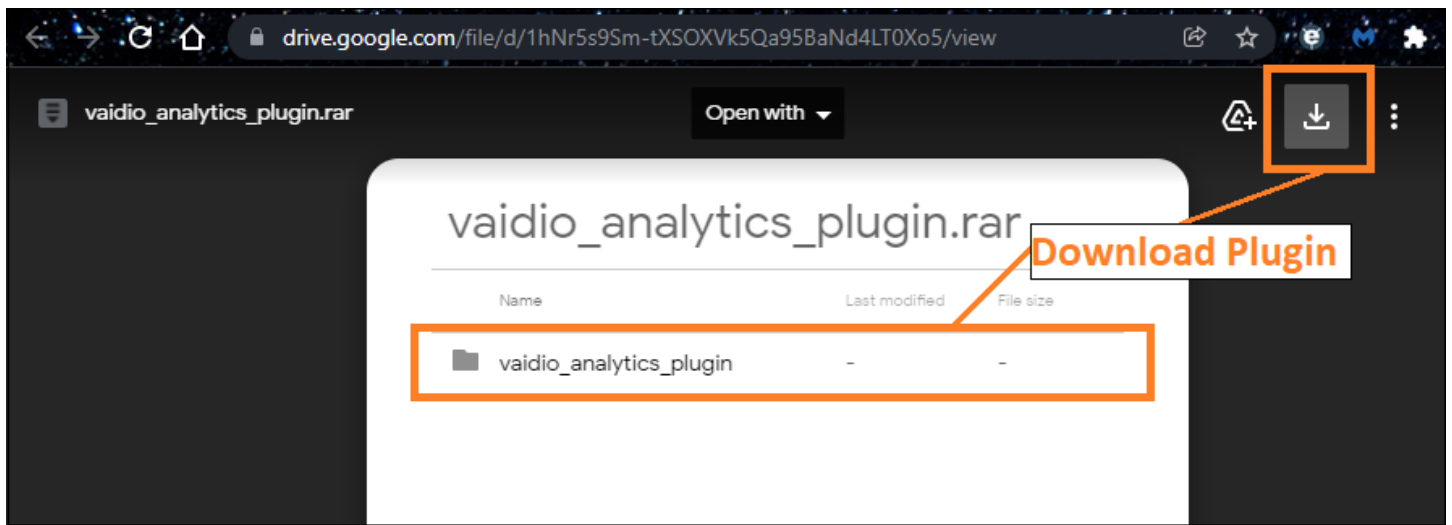 drive.google.com/file/d/1hNr5s9Sm-tXSOXVk5Qa95BaNd4LT0Xo5/view
vaidio_analytics_plugin.rar
Open with
vaidio_analytics_plugin.rar
Download Plugin
Name Last modified File size
vaidio_analytics_plugin - -